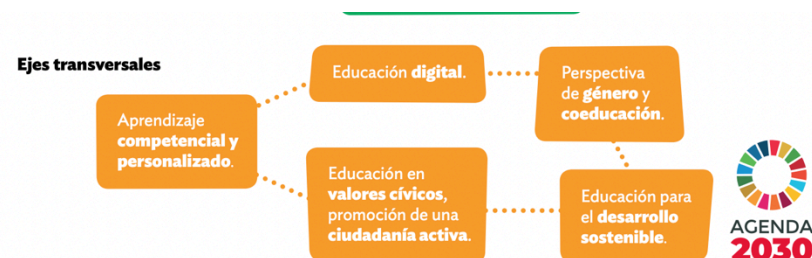 Ejes transversales
Educación digital.
Perspectiva
de género y
coeducación.
Aprendizaje
competencial y
personalizado.
Educación en
valores cívicos,
promoción de una
ciudadanía activa.
Educación para
el desarrollo
sostenible.
AGENDA
2030